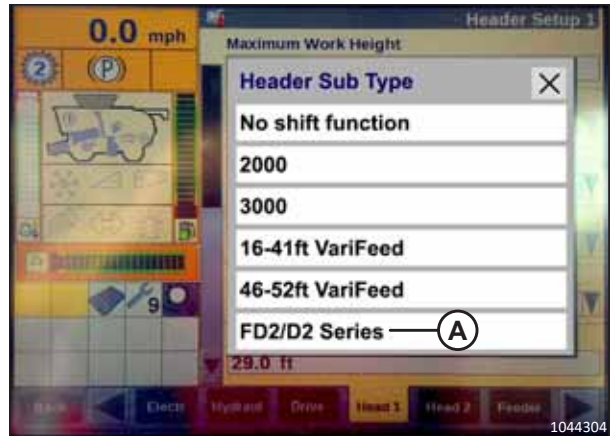 0.0 mph
Header Setup 1
Maximum Work Height
2
P
Header Sub Type
No shift function
2000
3000
16-41ft VariFeed
46-52ft VariFeed
FD2/D2 Series
A
9
29.0 ft
Back
Electr
Hydraul
Drive
Head 1
Head 2
Feeder
1044304